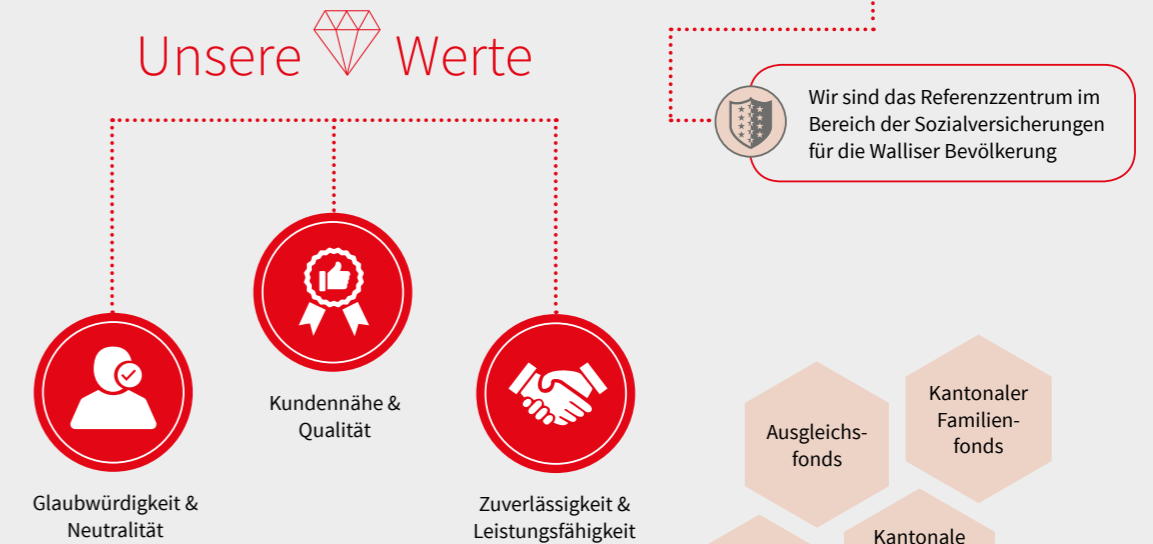 Unsere Werte
Wir sind das Referenzzentrum im
Bereich der Sozialversicherungen
für die Walliser Bevölkerung
Kundennähe &
Qualität
Glaubwürdigkeit &
Neutralität
Zuverlässigkeit &
Leistungsfähigkeit
Ausgleichs-
fonds
Kantonaler
Familien-
fonds
Kantonale